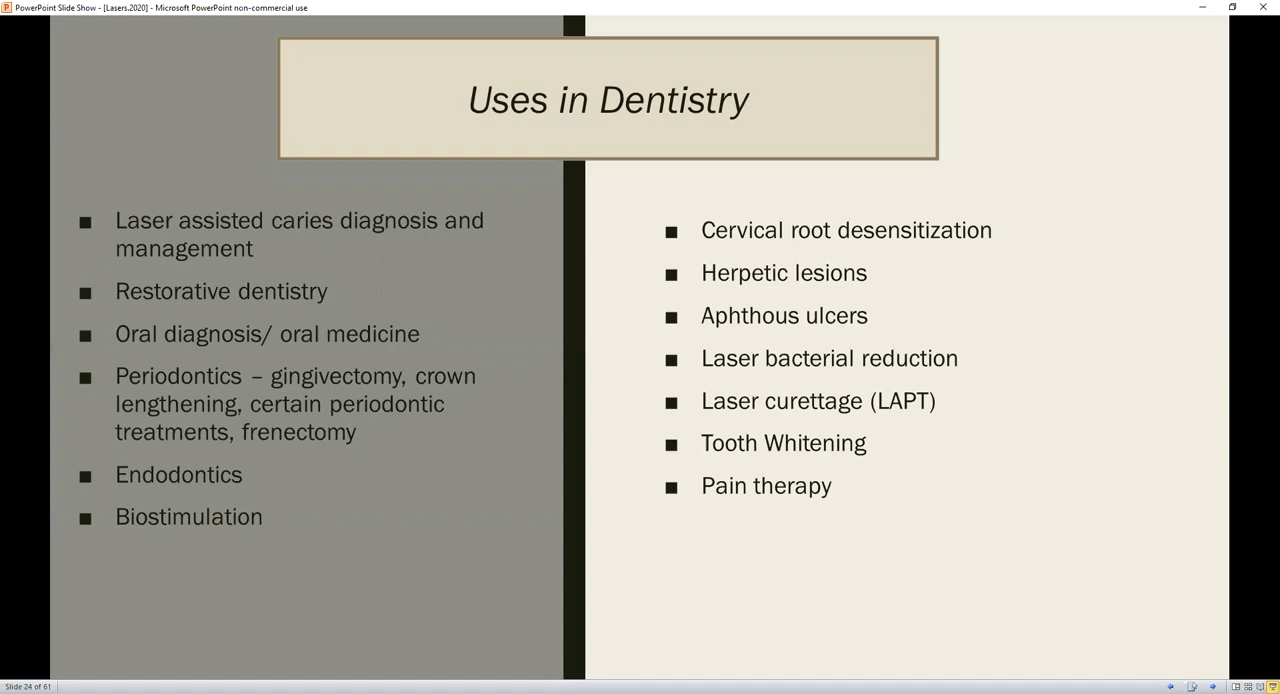 PowerPoint Slide Show - [Lasers.2020] - Microsoft PowerPoint non-commercial use
Uses in Dentistry
■ Laser assisted caries diagnosis and
management
■ Restorative dentistry
■ Oral diagnosis/ oral medicine
■ Periodontics – gingivectomy, crown
lengthening, certain periodontic
treatments, frenectomy
■ Endodontics
■ Biostimulation
■ Cervical root desensitization
■ Herpetic lesions
■ Aphthous ulcers
■ Laser bacterial reduction
■ Laser curettage (LAPT)
■ Tooth Whitening
■ Pain therapy
Slide 24 of 61